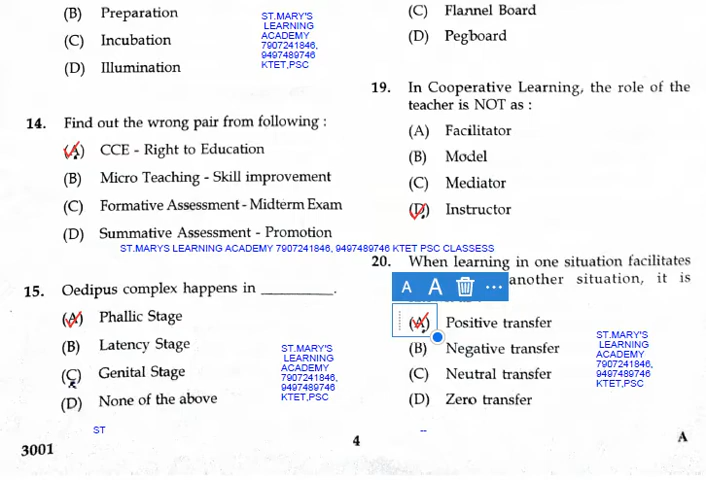 (B) Preparation
(C) Incubation
(D) Illumination
ST.MARY'S
LEARNING
ACADEMY
7907241846,
9497489746
KTET,PSC
14. Find out the wrong pair from following :
(A) CCE - Right to Education
(B) Micro Teaching - Skill improvement
(C) Formative Assessment - Midterm Exam
(D) Summative Assessment - Promotion
ST.MARYS LEARNING ACADEMY 7907241846, 9497489746 KTET PSC CLASSESS
15. Oedipus complex happens in ________.
(A) Phallic Stage
(B) Latency Stage
(C) Genital Stage
(D) None of the above
ST.MARY'S
LEARNING
ACADEMY
7907241846,
9497489746
KTET,PSC
ST
3001
4
(C) Flannel Board
(D) Pegboard
19. In Cooperative Learning, the role of the
teacher is NOT as :
(A) Facilitator
(B) Model
(C) Mediator
(D) Instructor
20. When learning in one situation facilitates
another situation, it is
A A ...
(A) Positive transfer
(B) Negative transfer
(C) Neutral transfer
(D) Zero transfer
ST.MARY'S
LEARNING
ACADEMY
7907241846,
9497489746
KTET,PSC
--
A